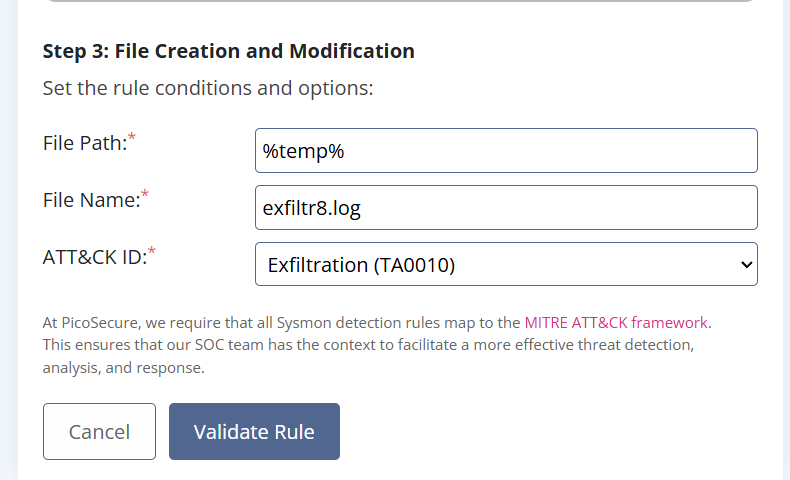 Step 3: File Creation and Modification
Set the rule conditions and options:
File Path:*
%temp%
File Name:*
exfiltr8.log
ATT&CK ID:*
Exfiltration (TA0010)
At PicoSecure, we require that all Sysmon detection rules map to the MITRE ATT&CK framework.
This ensures that our SOC team has the context to facilitate a more effective threat detection,
analysis, and response.
Cancel
Validate Rule